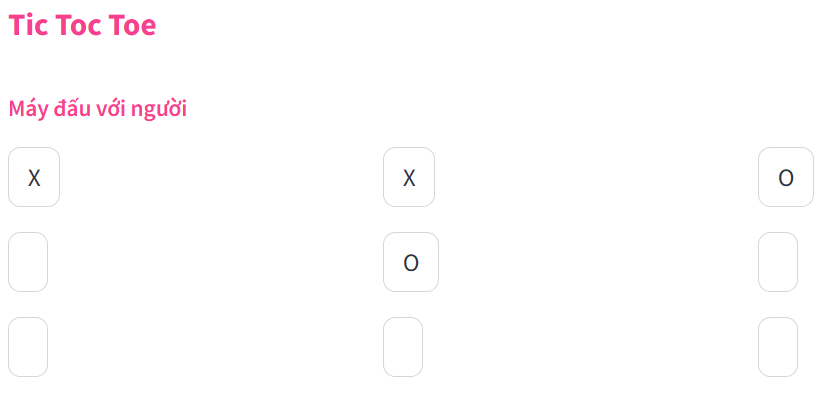 Tic Toc Toe
Máy đấu với người
X X O
O